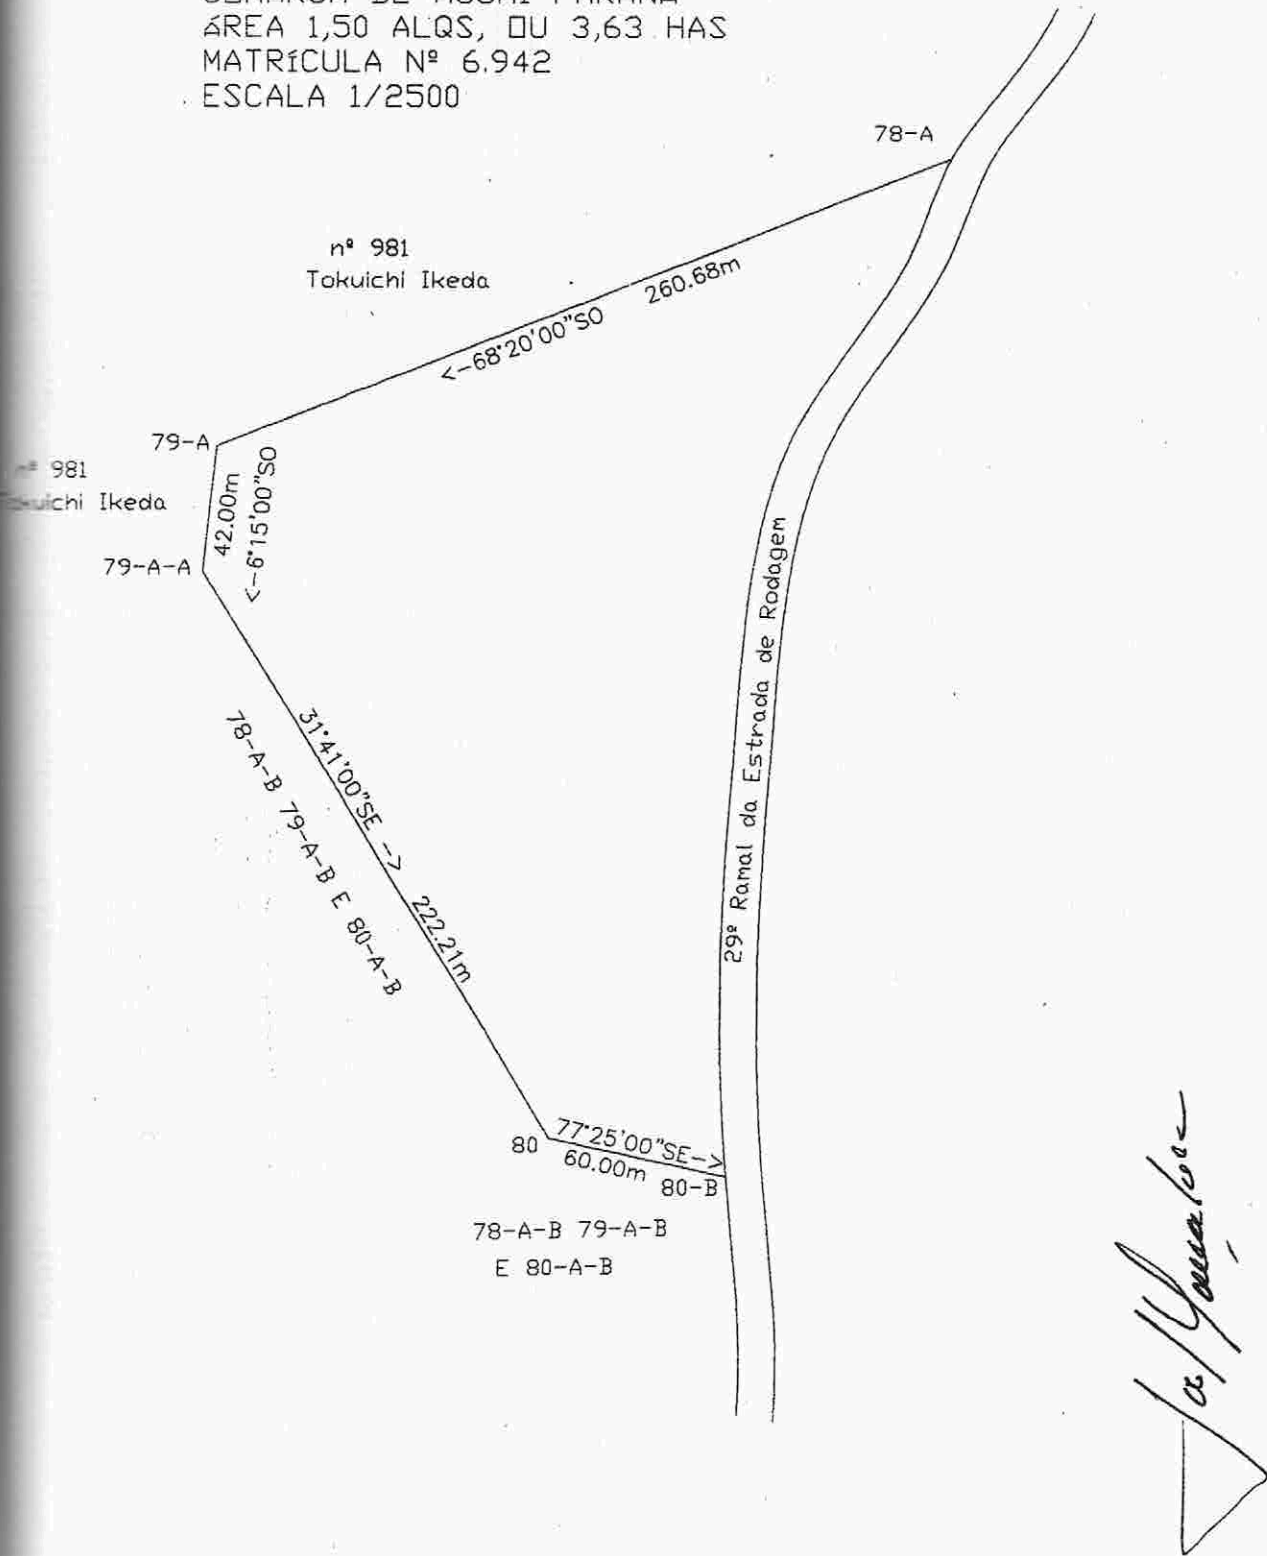 ÁREA 1,50 ALQS, OU 3,63 HAS
MATRíCULA Nº 6.942
ESCALA 1/2500
78-A
nº 981
Tokuichi Ikeda
260.68m
<-68°20'00"SO
79-A
nº 981
Tokuichi Ikeda
42.00m
<-6°15'00"SO
79-A-A
29º Ramal da Estrada de Rodagem
31°41'00"SE ->
222.21m
78-A-B 79-A-B E 80-A-B
80
77°25'00"SE->
60.00m
80-B
78-A-B 79-A-B
E 80-A-B